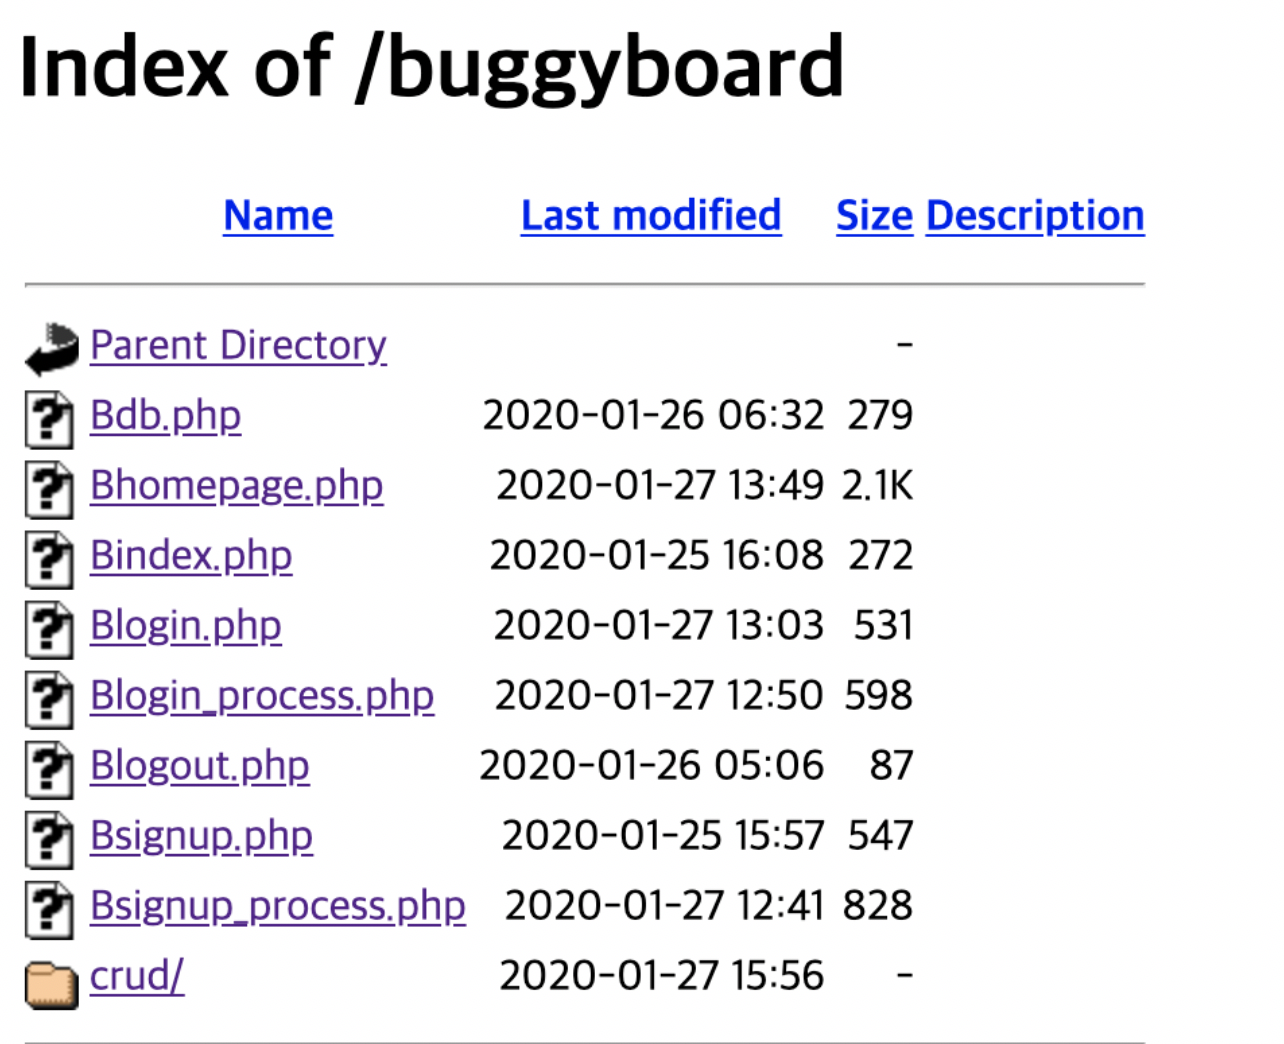 Index of /buggyboard
Name Last modified Size Description
Parent Directory -
Bdb.php 2020-01-26 06:32 279
Bhomepage.php 2020-01-27 13:49 2.1K
Bindex.php 2020-01-25 16:08 272
Blogin.php 2020-01-27 13:03 531
Blogin_process.php 2020-01-27 12:50 598
Blogout.php 2020-01-26 05:06 87
Bsignup.php 2020-01-25 15:57 547
Bsignup_process.php 2020-01-27 12:41 828
crud/ 2020-01-27 15:56 -